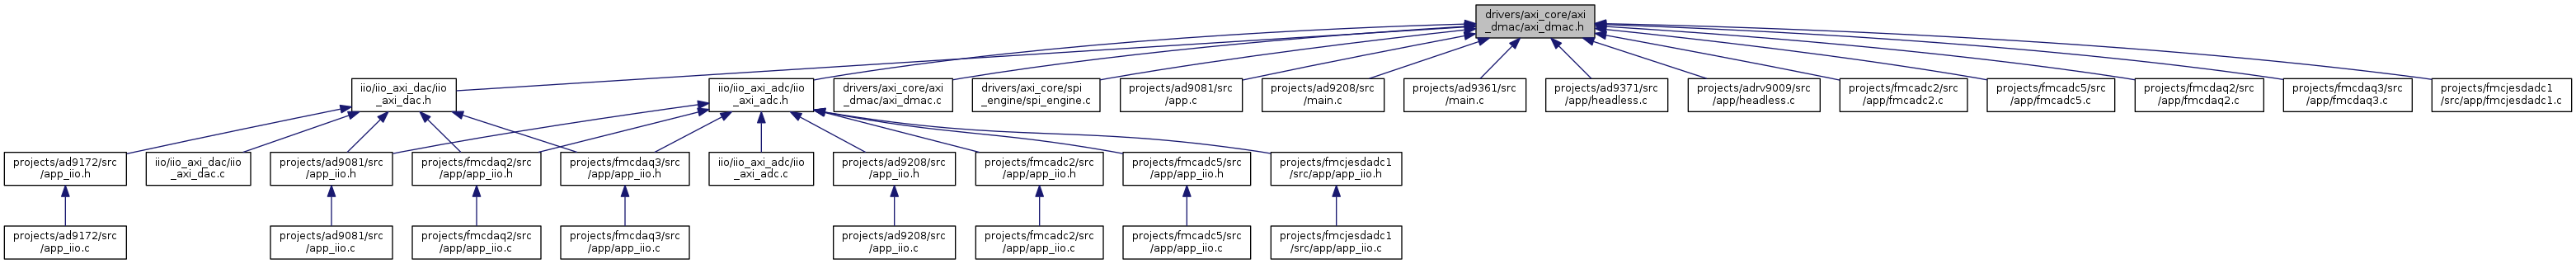 drivers/axi_core/axi
_dmac/axi_dmac.h
iio/iio_axi_dac/iio
_axi_dac.h
iio/iio_axi_adc/iio
_axi_adc.h
drivers/axi_core/axi
_dmac/axi_dmac.c
drivers/axi_core/spi
_engine/spi_engine.c
projects/ad9081/src
/app.c
projects/ad9208/src
/main.c
projects/ad9361/src
/main.c
projects/ad9371/src
/app/headless.c
projects/adrv9009/src
/app/headless.c
projects/fmcadc2/src
/app/fmcadc2.c
projects/fmcadc5/src
/app/fmcadc5.c
projects/fmcdaq2/src
/app/fmcdaq2.c
projects/fmcdaq3/src
/app/fmcdaq3.c
projects/fmcjesdadc1
/src/app/fmcjesdadc1.c
projects/ad9172/src
/app_iio.h
iio/iio_axi_dac/iio
_axi_dac.c
projects/ad9081/src
/app_iio.h
projects/fmcdaq2/src
/app/app_iio.h
projects/fmcdaq3/src
/app/app_iio.h
iio/iio_axi_adc/iio
_axi_adc.c
projects/ad9208/src
/app_iio.h
projects/fmcadc2/src
/app/app_iio.h
projects/fmcadc5/src
/app/app_iio.h
projects/fmcjesdadc1
/src/app/app_iio.h
projects/ad9172/src
/app_iio.c
projects/ad9081/src
/app_iio.c
projects/fmcdaq2/src
/app/app_iio.c
projects/fmcdaq3/src
/app/app_iio.c
projects/ad9208/src
/app_iio.c
projects/fmcadc2/src
/app/app_iio.c
projects/fmcadc5/src
/app/app_iio.c
projects/fmcjesdadc1
/src/app/app_iio.c